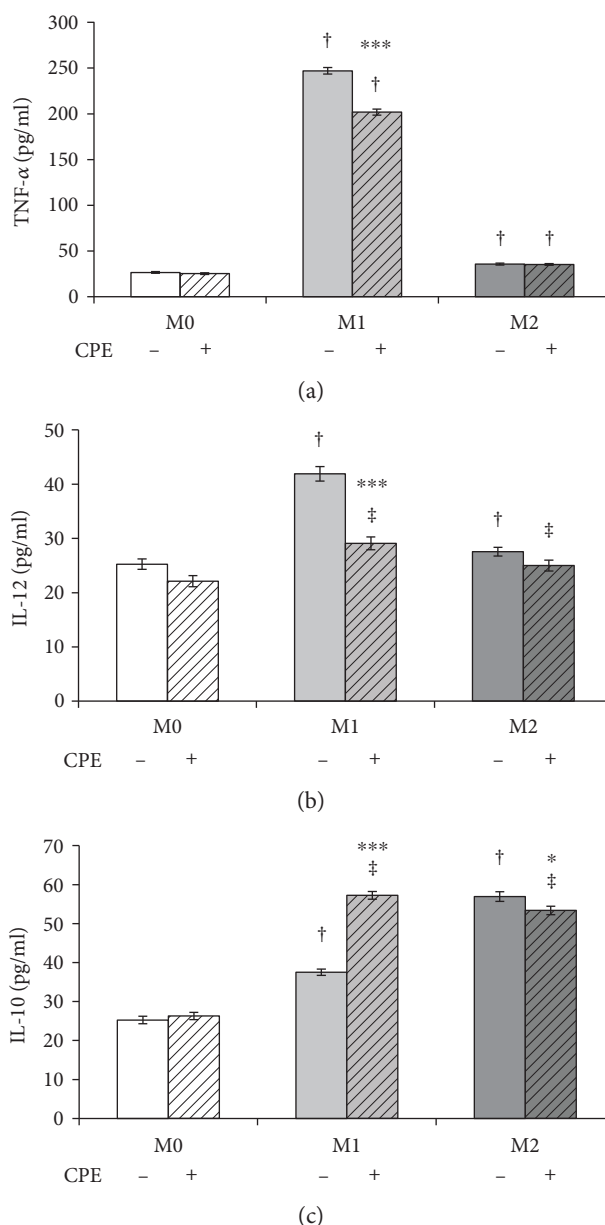 300
250
200
150
100
50
0
TNF-α (pg/ml)
† ***
†
† †
M0 M1 M2
CPE – + – + – +
(a)
50
40
30
20
10
0
IL-12 (pg/ml)
†
***
‡
† ‡
M0 M1 M2
CPE – + – + – +
(b)
70
60
50
40
30
20
10
0
IL-10 (pg/ml)
***
‡
†
† *
‡
M0 M1 M2
CPE – + – + – +
(c)